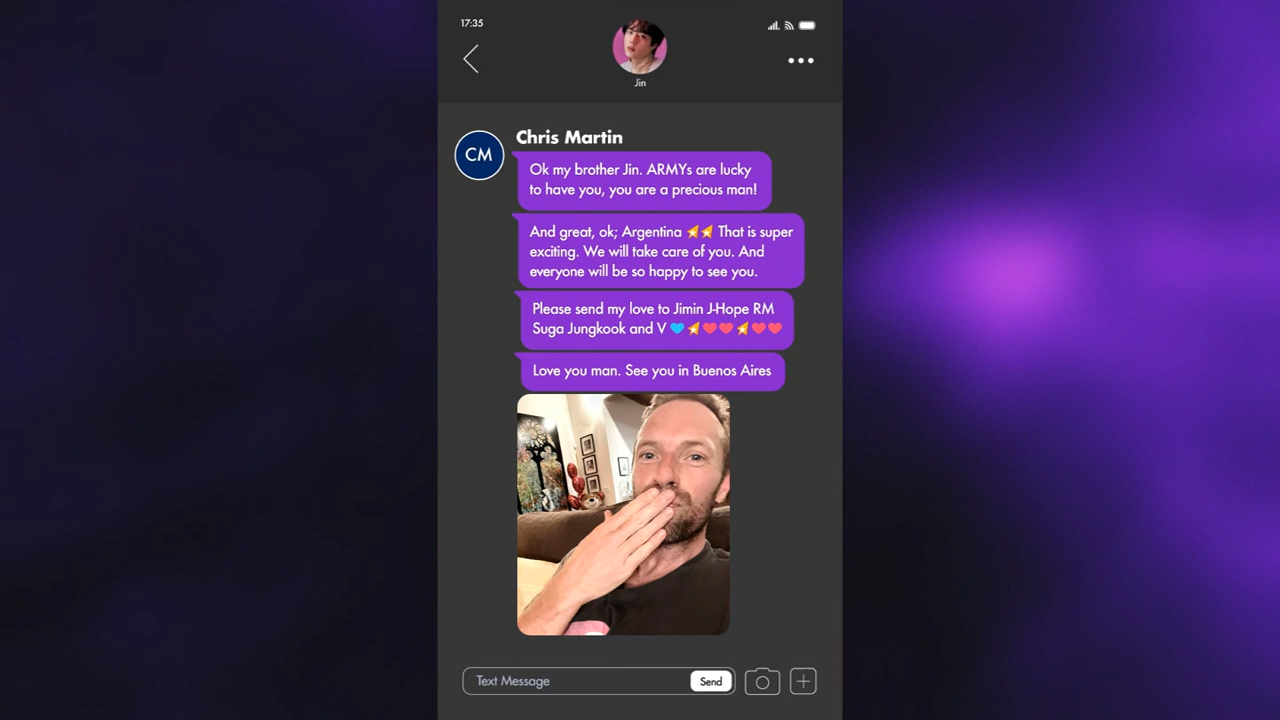 17:35
Jin
CM
Chris Martin
Ok my brother Jin. ARMYs are lucky
to have you, you are a precious man!
And great, ok; Argentina 💫💫 That is super
exciting. We will take care of you. And
everyone will be so happy to see you.
Please send my love to Jimin J-Hope RM
Suga Jungkook and V 🩵💫❤️❤️💫❤️❤️
Love you man. See you in Buenos Aires
Text Message
Send